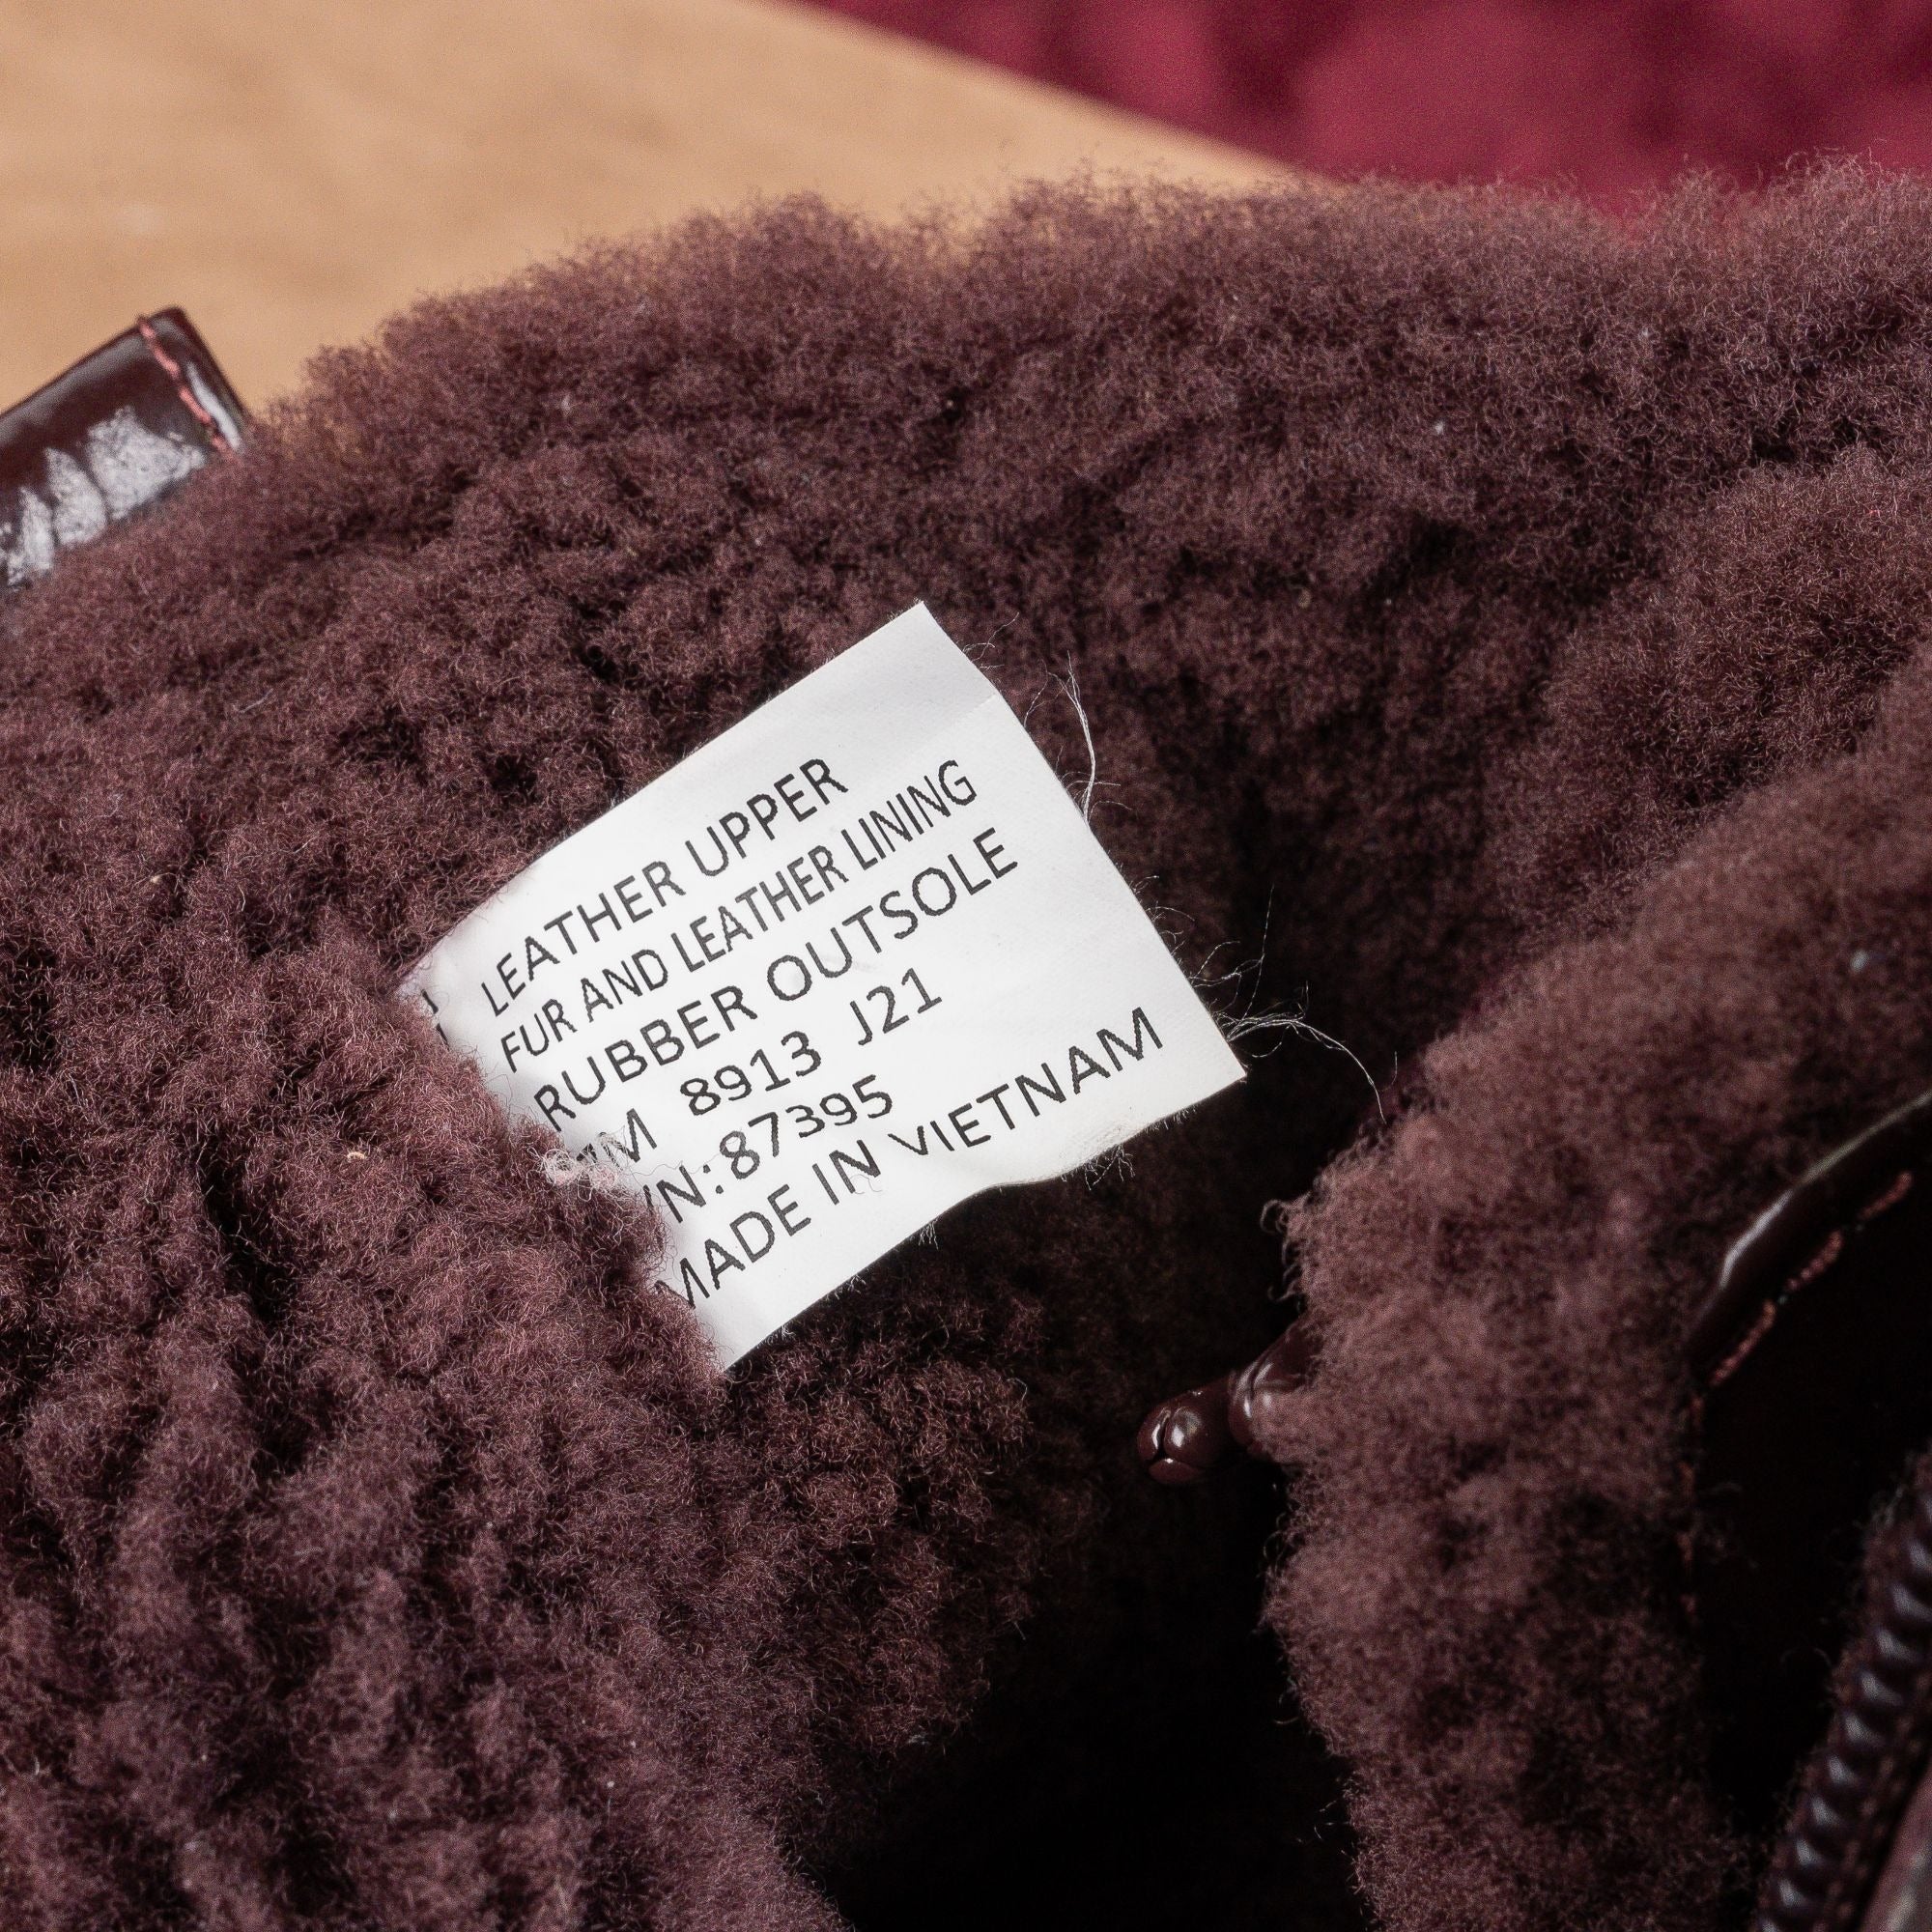 LEATHER UPPER
FUR AND LEATHER LINING
RUBBER OUTSOLE
8913 J21
/N:87395
MADE IN VIETNAM